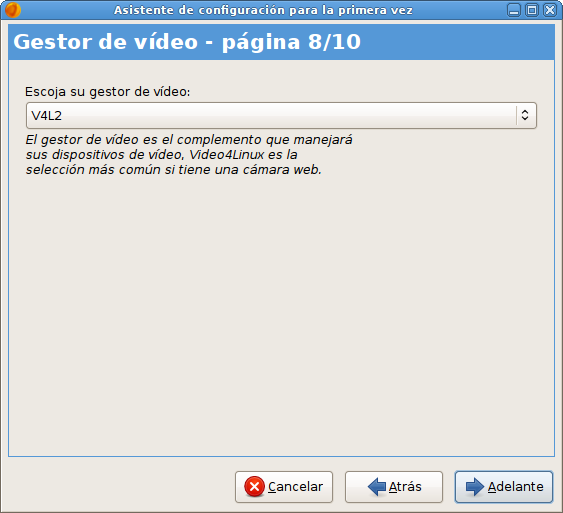 Asistente de configuración para la primera vez
Gestor de vídeo - página 8/10
Escoja su gestor de vídeo:
V4L2
El gestor de vídeo es el complemento que manejará
sus dispositivos de vídeo, Video4Linux es la
selección más común si tiene una cámara web.
Cancelar
Atrás
Adelante